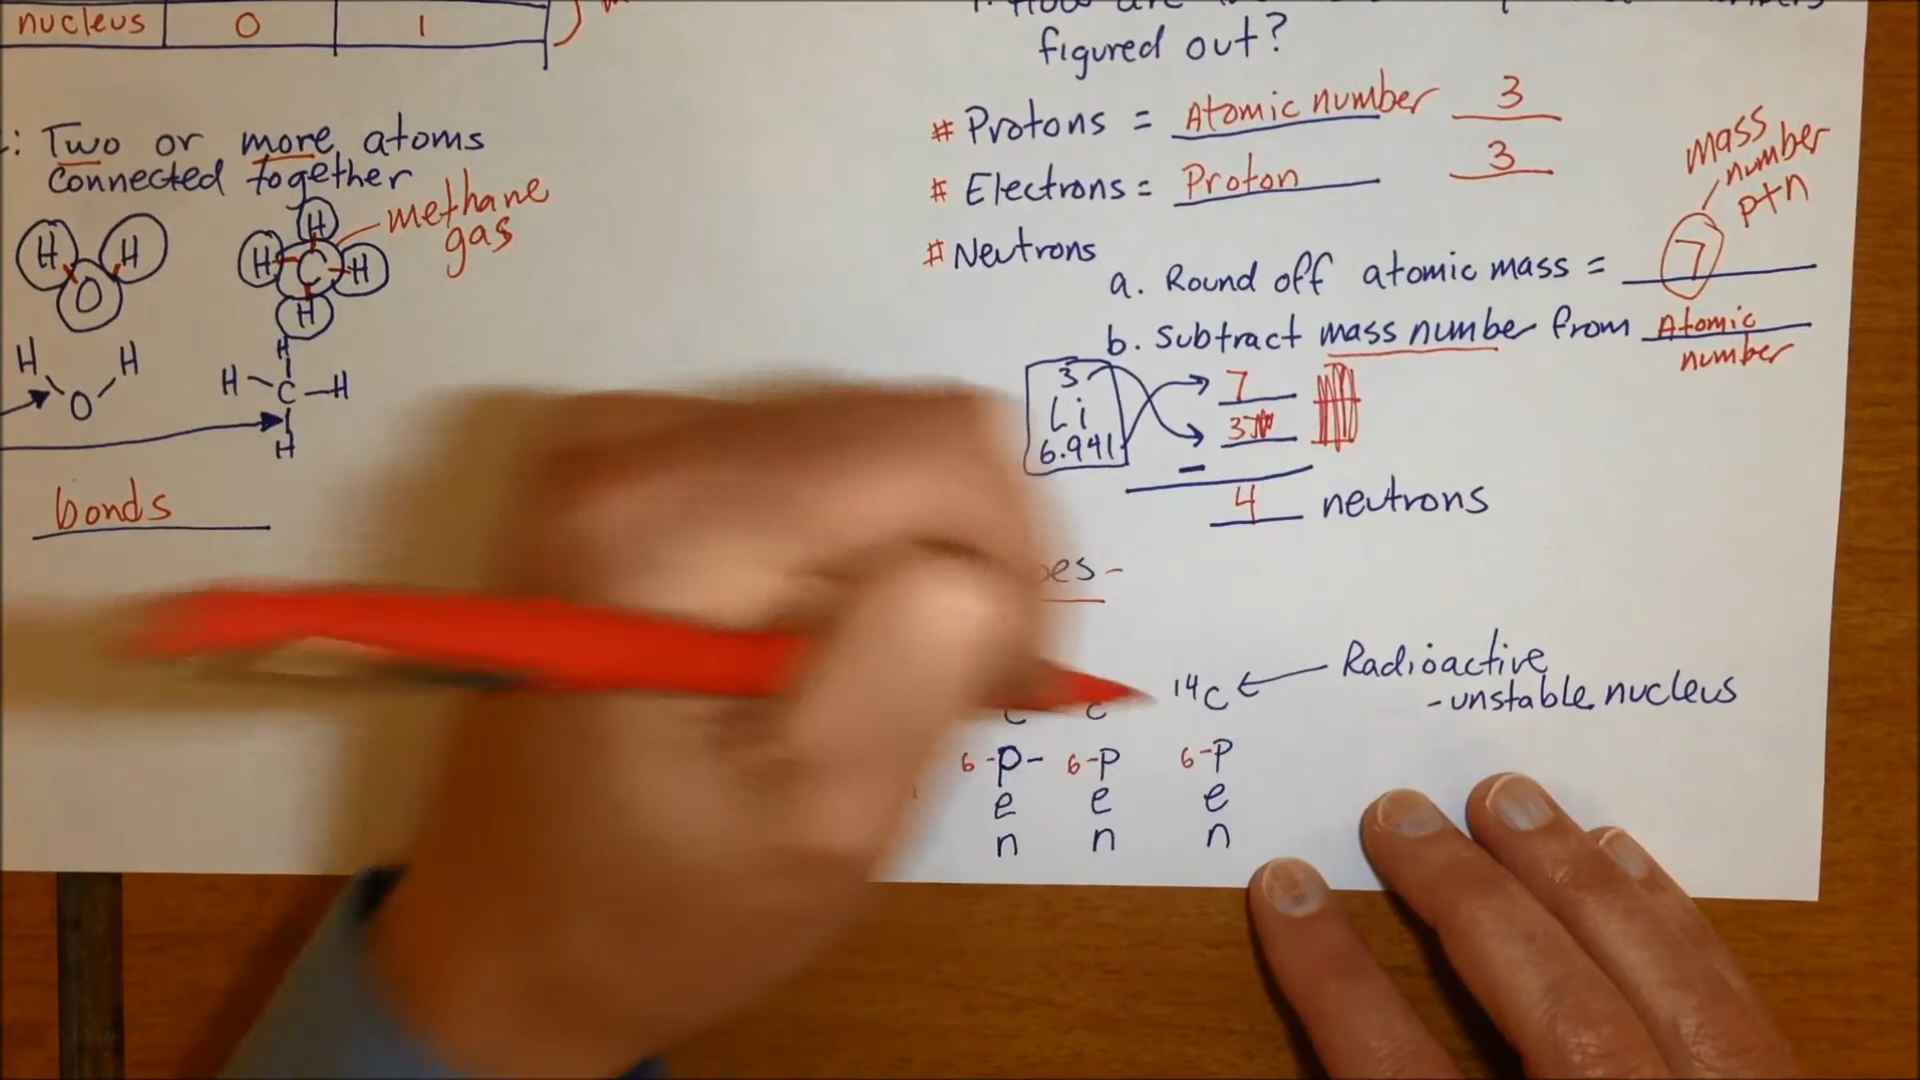 nucleus 0 1
figured out?
# Protons = Atomic number 3
# Electrons = Proton 3
# Neutrons
mass
number
p+n
a. Round off atomic mass = 7
b. Subtract mass number from Atomic
number
3
Li
6.941
7
3
-
4 neutrons
: Two or more atoms
connected together
methane
gas
H H
O
H
H C H
H
H H
O
H
H - C - H
H
bonds
14C
Radioactive
- unstable nucleus
C C
6 - p - 6 - p 6 - p
e e e
n n n